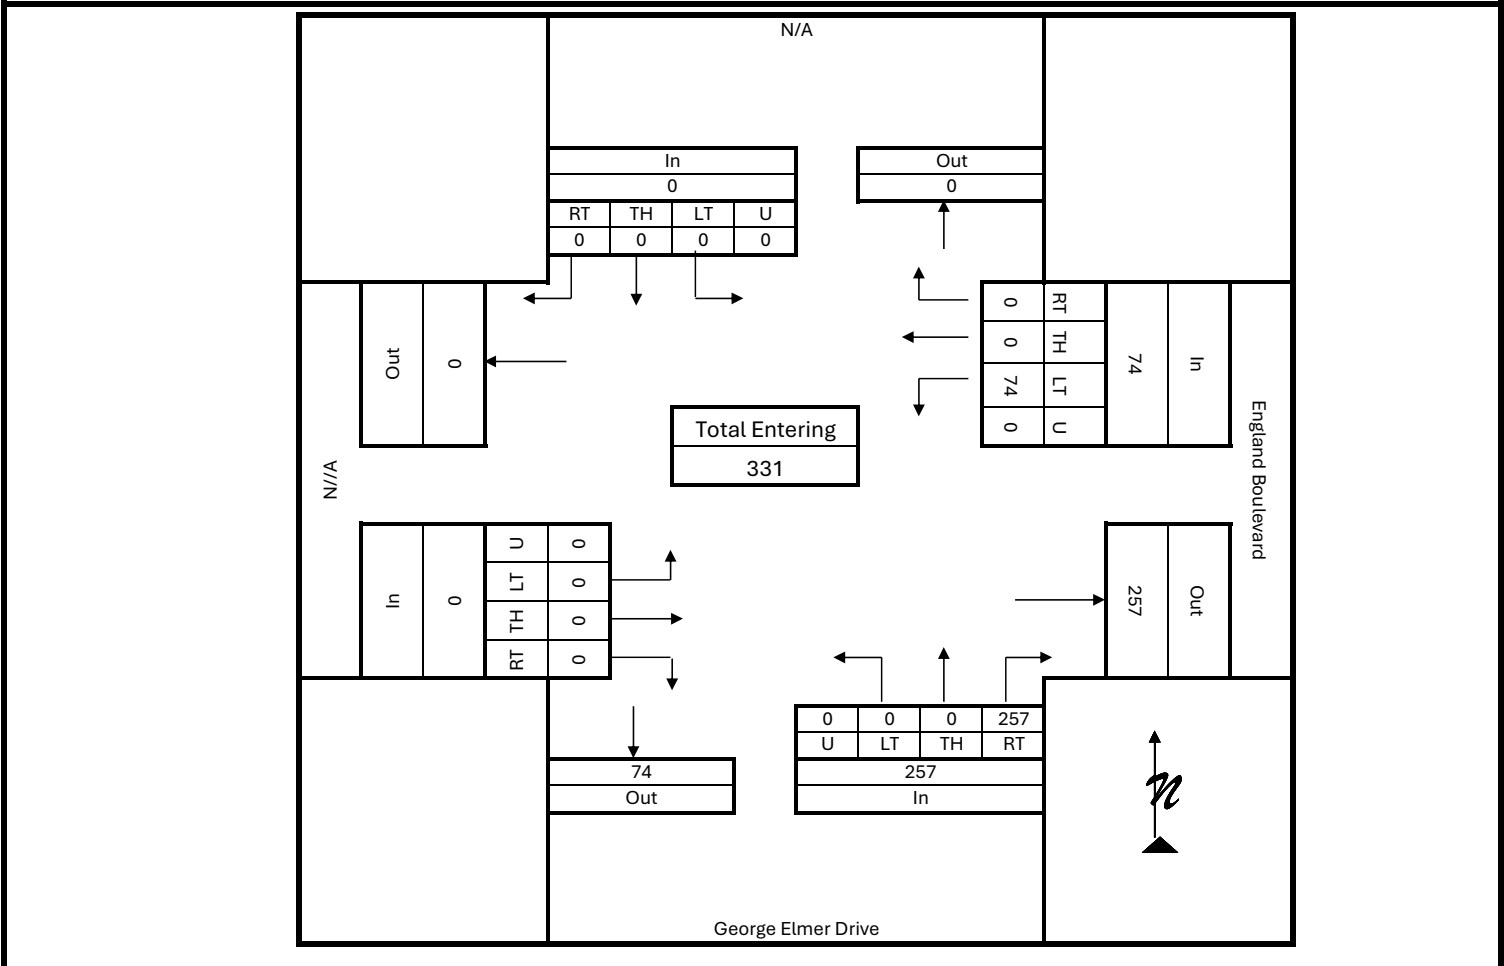 N/A
In
0
RT TH LT U
0 0 0 0
Out
0
Out
0
0 RT
0 TH
74 LT
0 U
74
In
England Boulevard
Total Entering
331
N//A
In
0
U 0
LT 0
TH 0
RT 0
257
Out
74
Out
0 0 0 257
U LT TH RT
257
In
N
George Elmer Drive